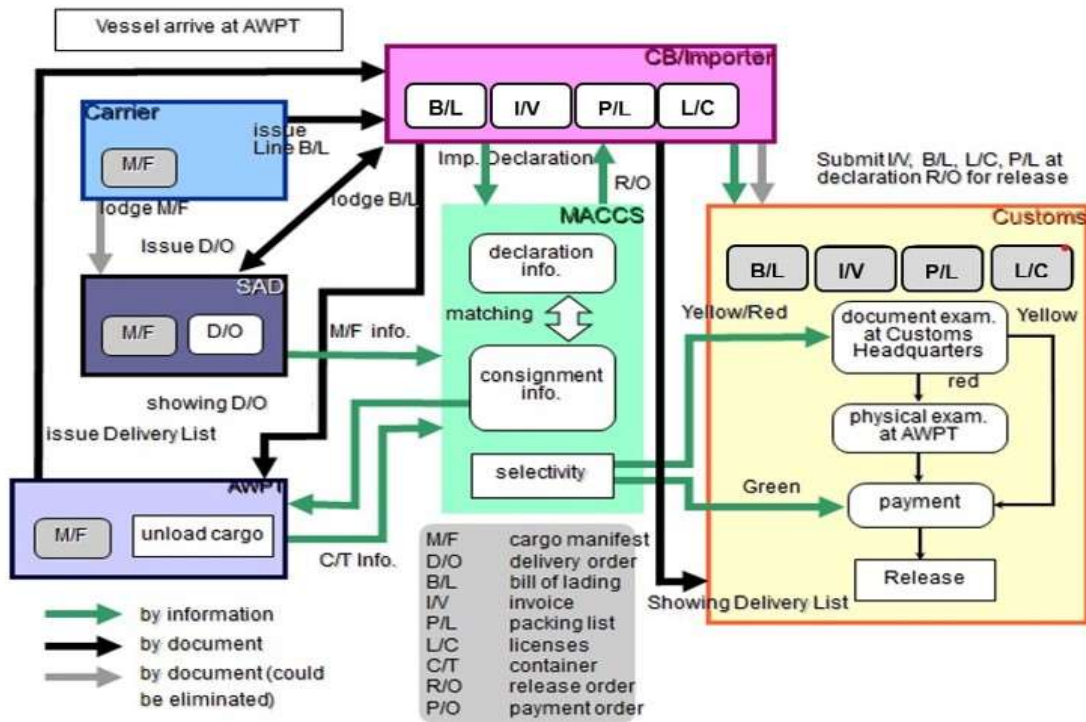 Vessel arrive at AWPT
CB/Importer
B/L
I/V
P/L
L/C
Carrier
M/F
issue
Line B/L
lodge M/F
lodge B/L
Issue D/O
Imp. Declaration
R/O
Submit I/V, B/L, L/C, P/L at
declaration R/O for release
SAD
M/F
D/O
M/F info.
MACCS
declaration
info.
matching
consignment
info.
selectivity
Customs
B/L
I/V
P/L
L/C
Yellow/Red
document exam.
at Customs
Headquarters
Yellow
red
physical exam.
at AWPT
Green
payment
Release
showing D/O
issue Delivery List
AWPT
M/F
unload cargo
C/T Info.
Showing Delivery List
M/F cargo manifest
D/O delivery order
B/L bill of lading
I/V invoice
P/L packing list
L/C licenses
C/T container
R/O release order
P/O payment order
by information
by document
by document (could
be eliminated)